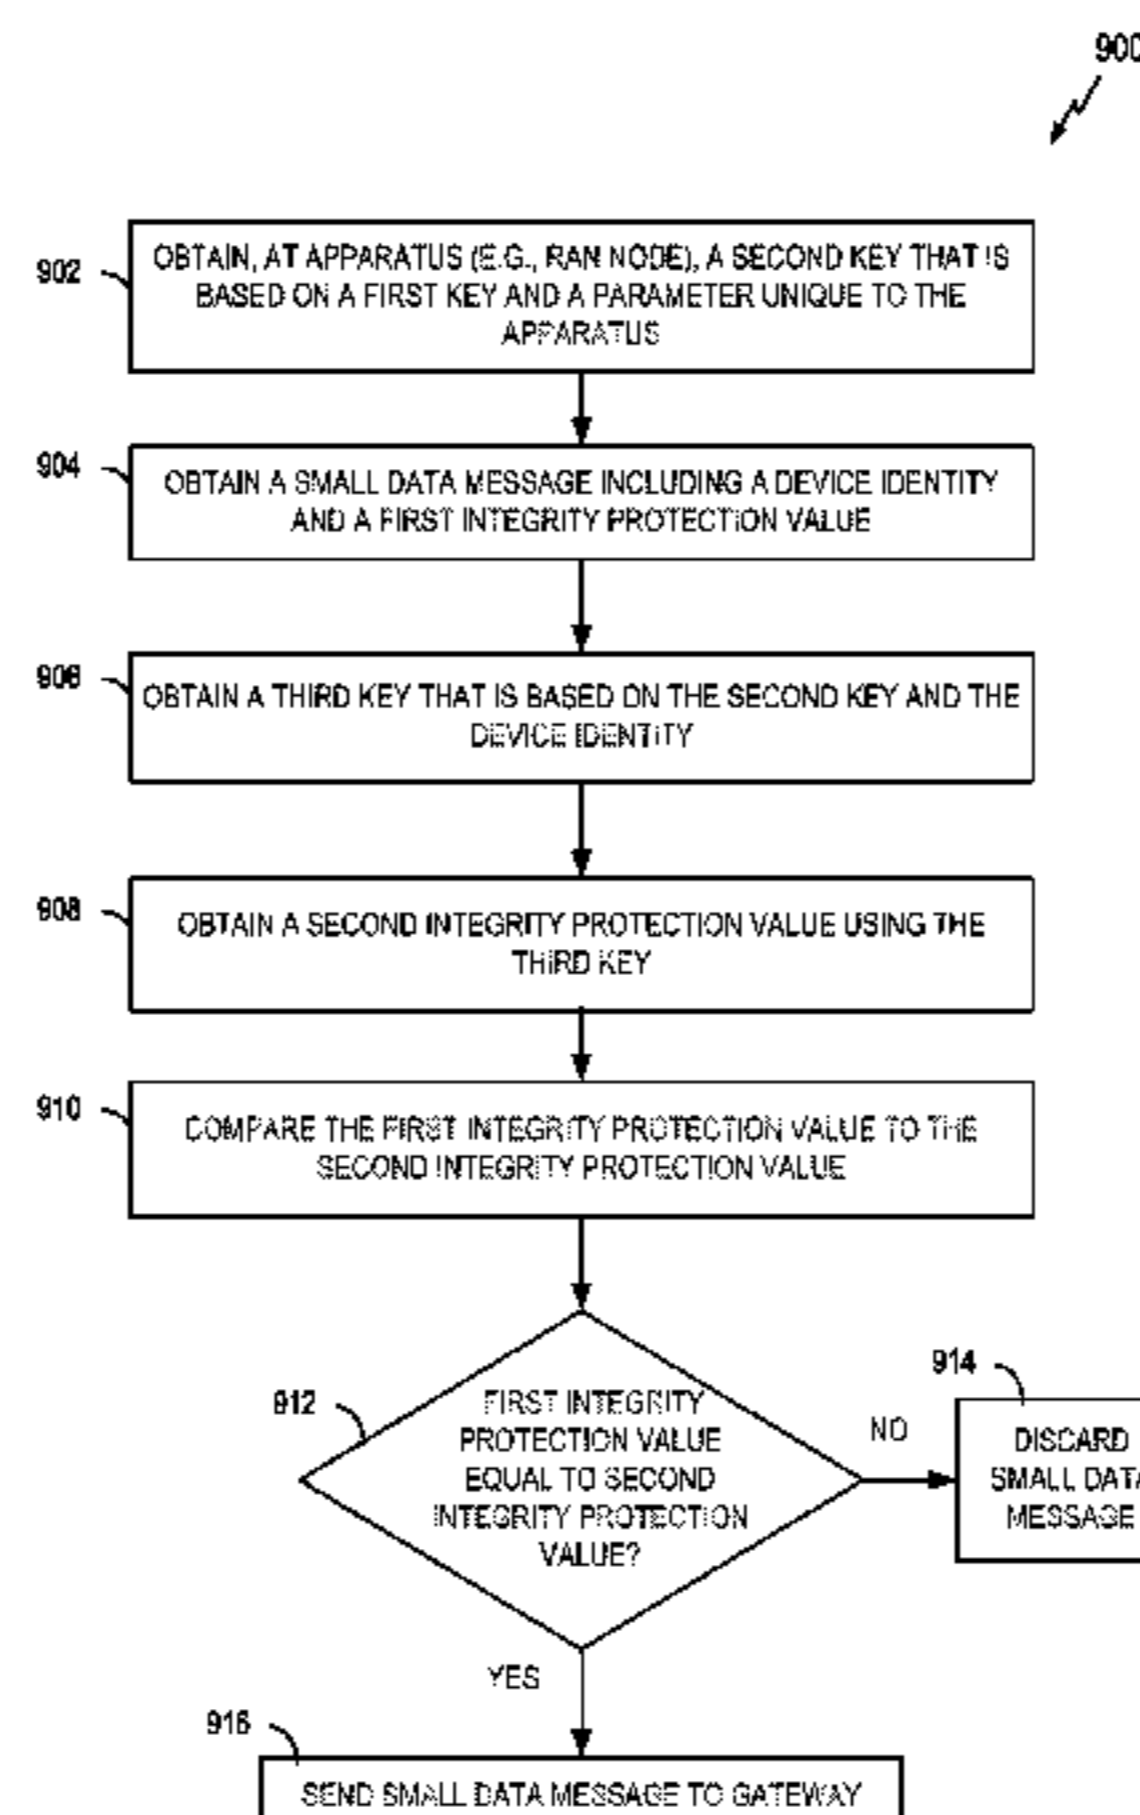 900
902
OBTAIN, AT APPARATUS (E.G., RAN NODE), A SECOND KEY THAT IS
BASED ON A FIRST KEY AND A PARAMETER UNIQUE TO THE
APPARATUS
904
OBTAIN A SMALL DATA MESSAGE INCLUDING A DEVICE IDENTITY
AND A FIRST INTEGRITY PROTECTION VALUE
906
OBTAIN A THIRD KEY THAT IS BASED ON THE SECOND KEY AND THE
DEVICE IDENTITY
908
OBTAIN A SECOND INTEGRITY PROTECTION VALUE USING THE
THIRD KEY
910
COMPARE THE FIRST INTEGRITY PROTECTION VALUE TO THE
SECOND INTEGRITY PROTECTION VALUE
912
FIRST INTEGRITY
PROTECTION VALUE
EQUAL TO SECOND
INTEGRITY PROTECTION
VALUE?
NO
914
DISCARD
SMALL DATA
MESSAGE
YES
916
SEND SMALL DATA MESSAGE TO GATEWAY